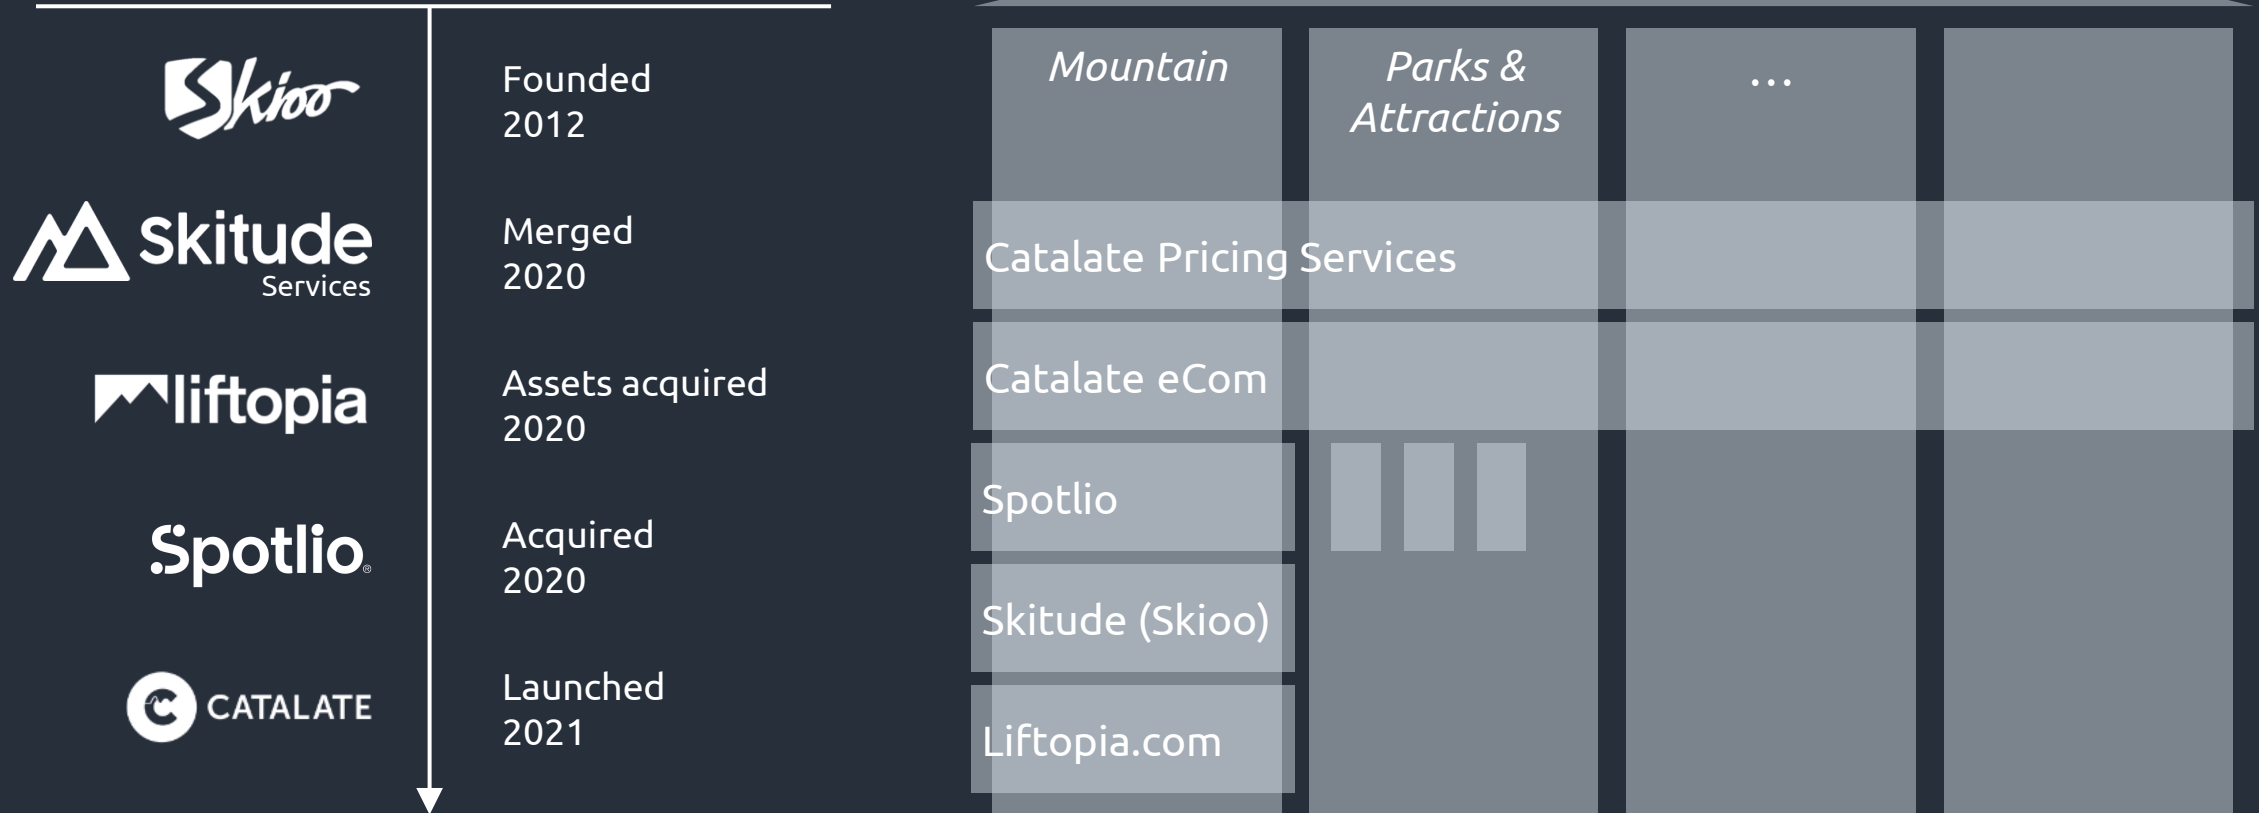 Skioo
Founded
2012
Skitude
Services
Merged
2020
liftopia
Assets acquired
2020
Spotlio®
Acquired
2020
CATALATE
Launched
2021
Mountain
Parks &
Attractions
...
Catalate Pricing Services
Catalate eCom
Spotlio
Skitude (Skioo)
Liftopia.com